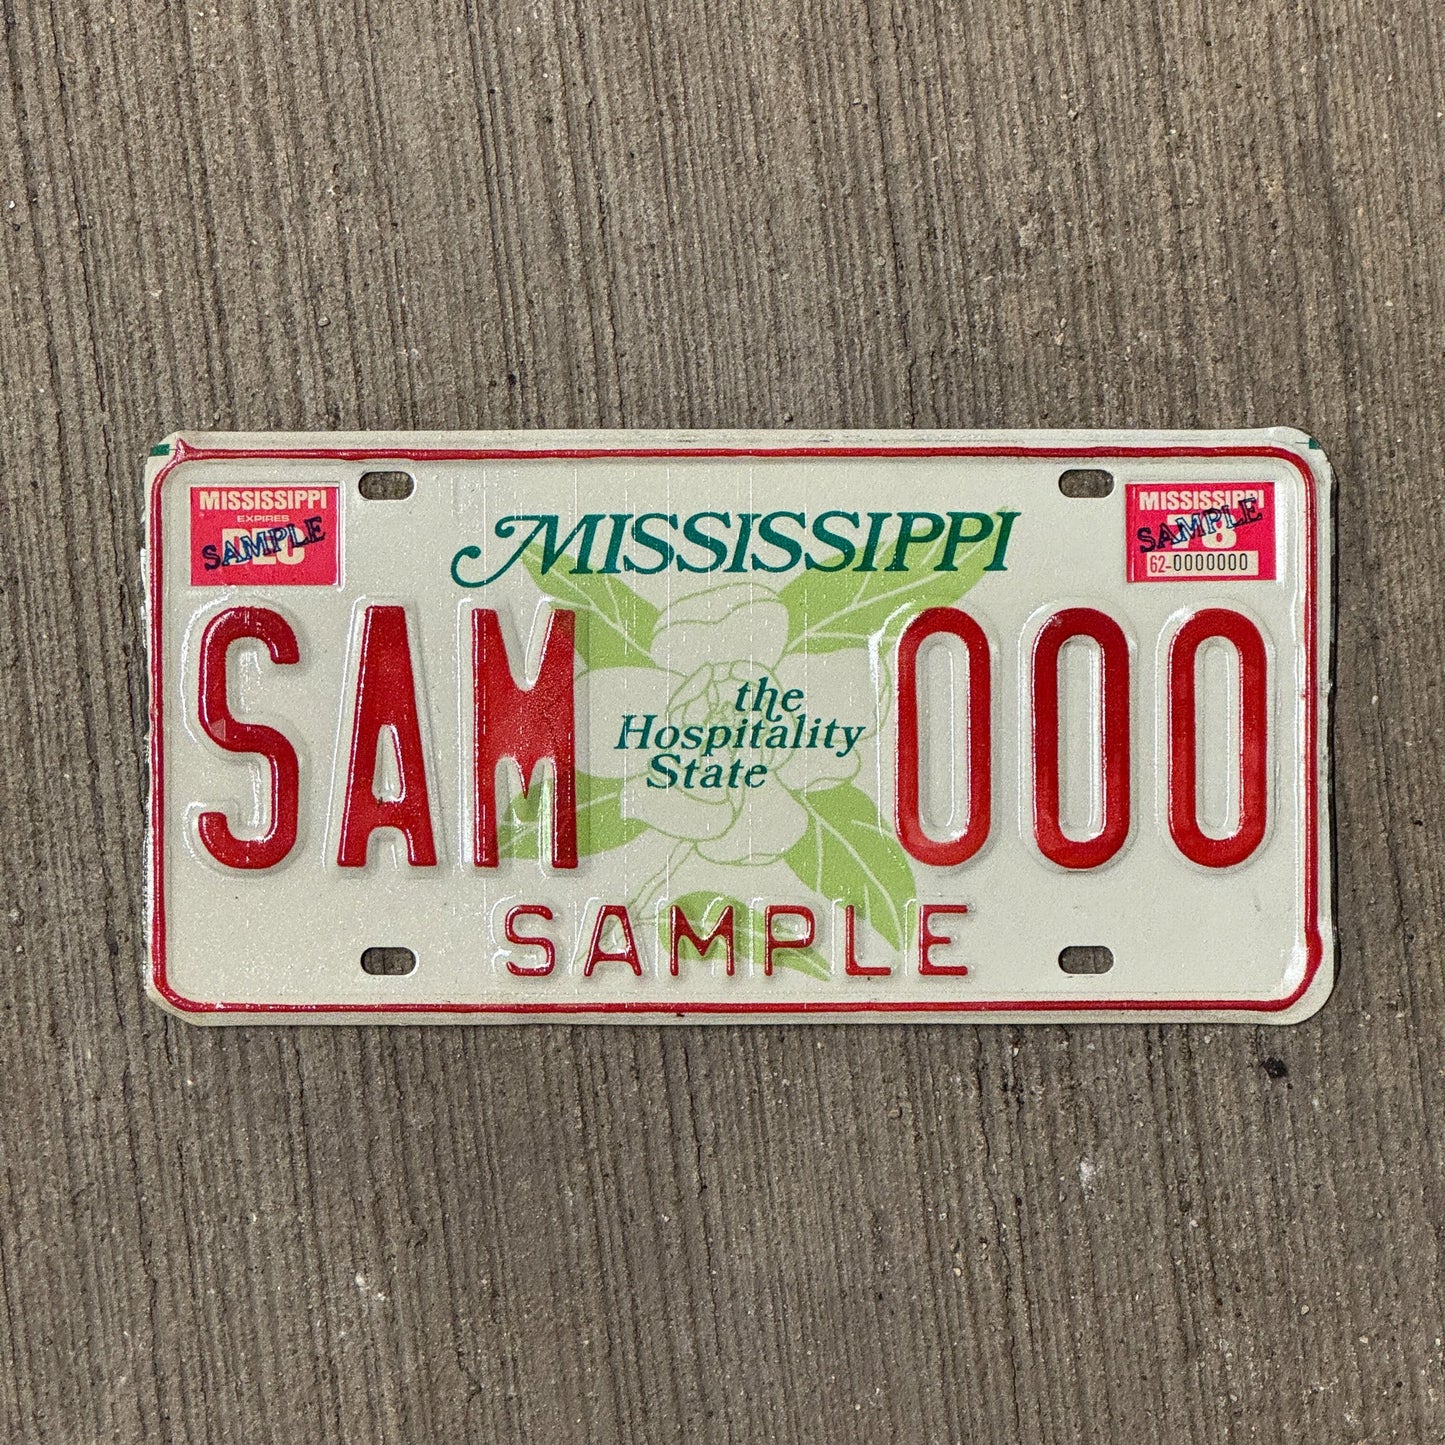 MISSISSIPPI
EXPIRES
SAMPLE
MISSISSIPPI
MISSISSIPPI
SAMPLE
62-0000000
SAM 000
the
Hospitality
State
SAMPLE